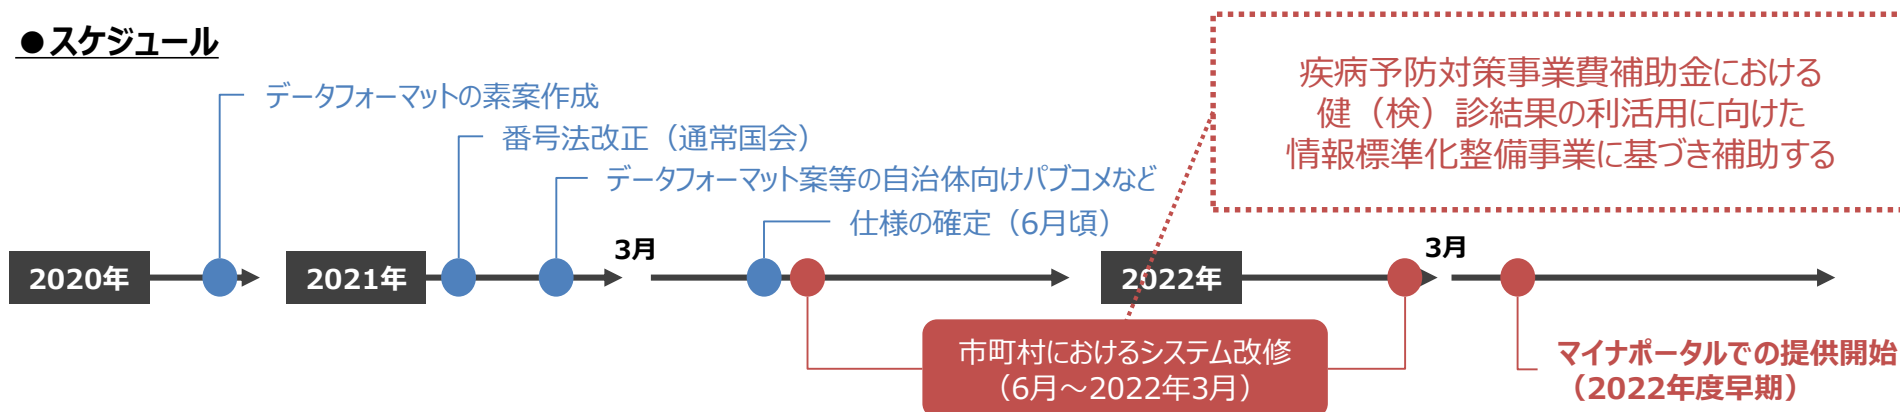 ●スケジュール
疾病予防対策事業費補助金における
健（検）診結果の利活用に向けた
情報標準化整備事業に基づき補助する
データフォーマットの素案作成
番号法改正（通常国会）
データフォーマット案等の自治体向けパブコメなど
仕様の確定（6月頃）
3月
3月
2020年
2021年
2022年
市町村におけるシステム改修
（6月～2022年3月）
マイナポータルでの提供開始
（2022年度早期）